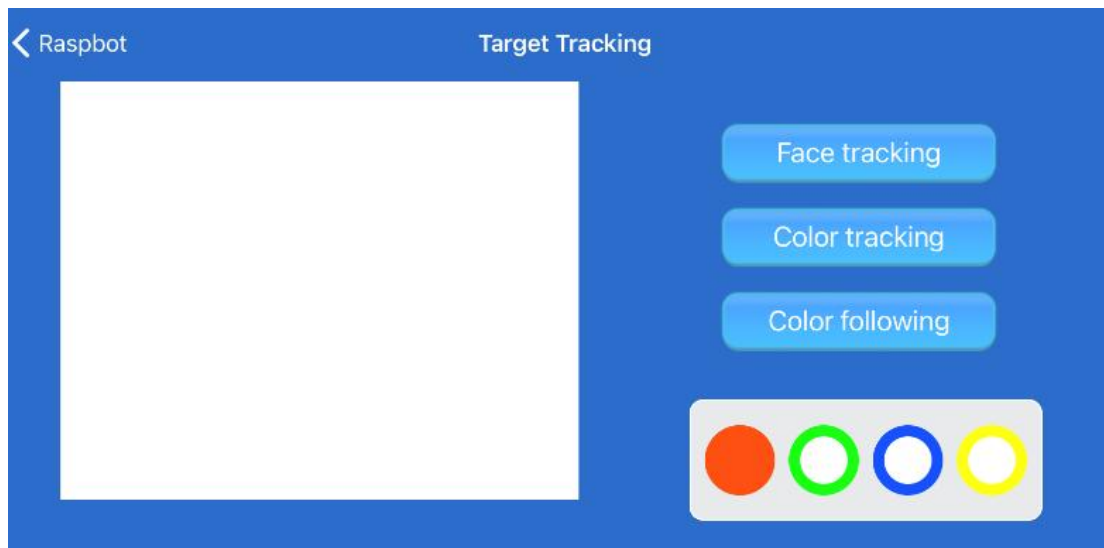 Raspbot
Target Tracking
Face tracking
Color tracking
Color following